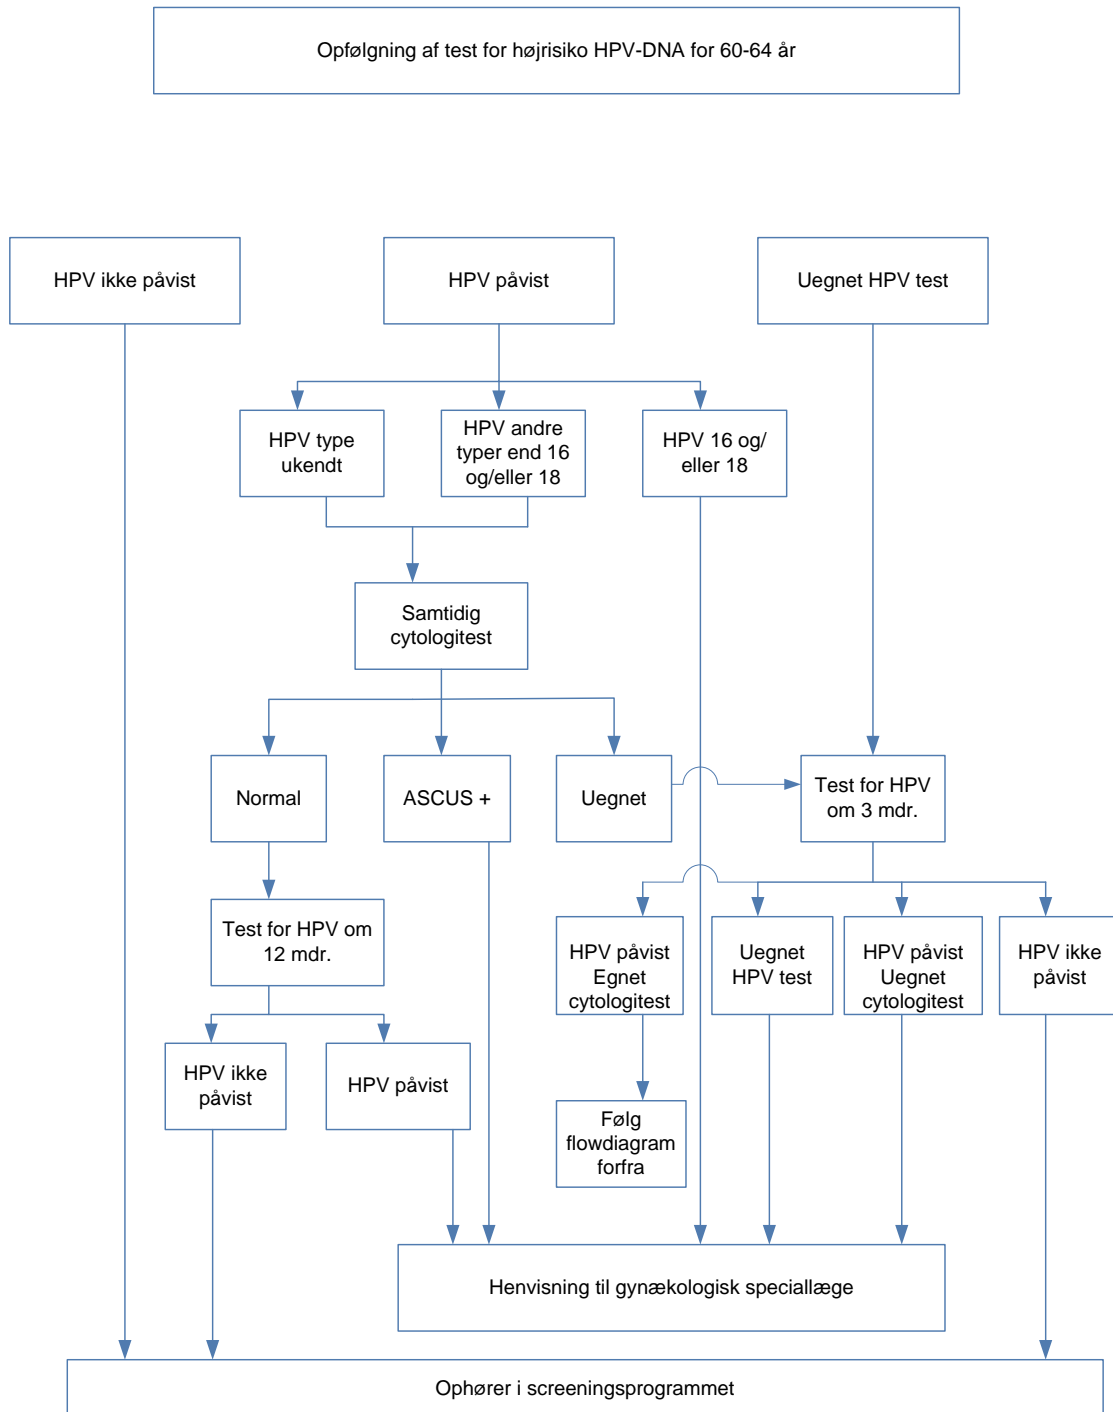 Opfølgning af test for højrisiko HPV-DNA for 60-64 år
HPV ikke påvist
HPV påvist
Uegnet HPV test
HPV type
ukendt
HPV andre
typer end 16
og/eller 18
HPV 16 og/
eller 18
Samtidig
cytologitest
Normal
ASCUS +
Uegnet
Test for HPV
om 3 mdr.
Test for HPV om
12 mdr.
HPV påvist
Egnet
cytologitest
Uegnet
HPV test
HPV påvist
Uegnet
cytologitest
HPV ikke
påvist
HPV ikke
påvist
HPV påvist
Følg
flowdiagram
forfra
Henvisning til gynækologisk speciallæge
Ophører i screeningsprogrammet